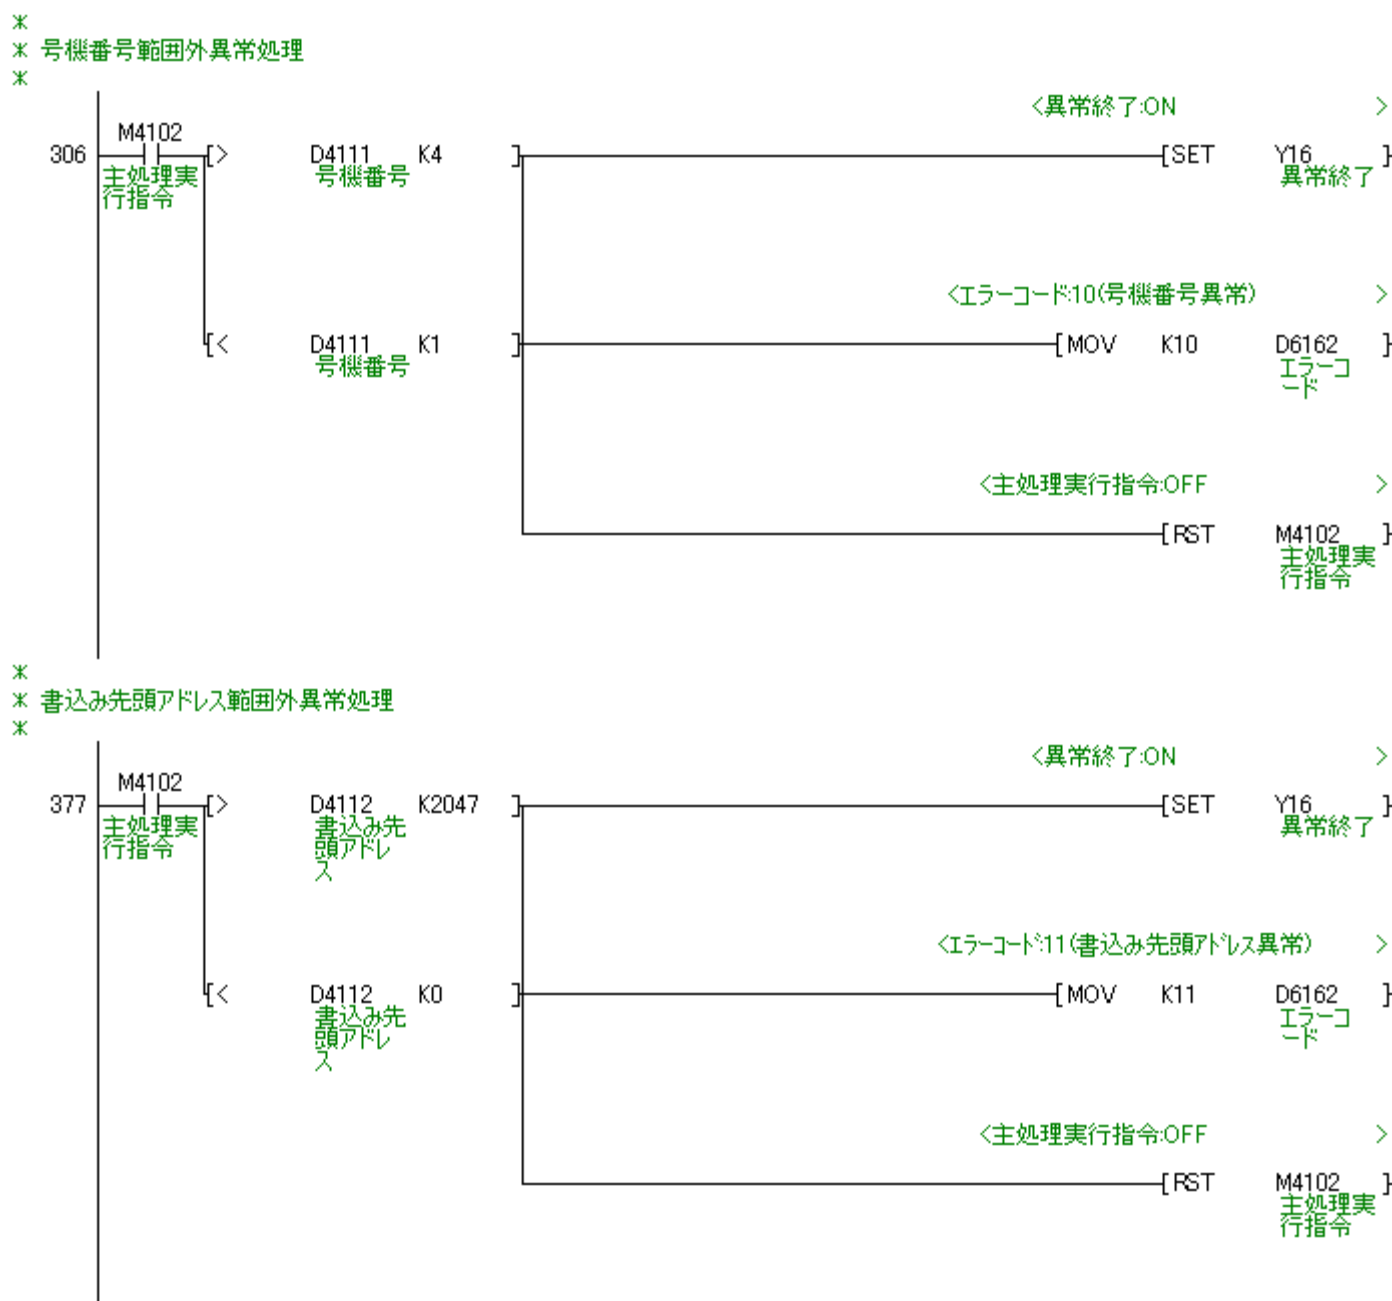 *
* 号機番号範囲外異常処理
*
<異常終了:ON >
M4102
306 [> D4111 K4 ] [SET Y16 ]
主処理実
行指令
号機番号
異常終了
<エラーコード:10(号機番号異常) >
[< D4111 K1 ] [MOV K10 D6162 ]
号機番号
エラーコ
ード
<主処理実行指令:OFF >
[RST M4102 ]
主処理実
行指令
*
* 書込み先頭アドレス範囲外異常処理
*
<異常終了:ON >
M4102
377 [> D4112 K2047 ] [SET Y16 ]
主処理実
行指令
書込み先
頭アドレ
ス
異常終了
<エラーコード:11(書込み先頭アドレス異常) >
[< D4112 K0 ] [MOV K11 D6162 ]
書込み先
頭アドレ
ス
エラーコ
ード
<主処理実行指令:OFF >
[RST M4102 ]
主処理実
行指令